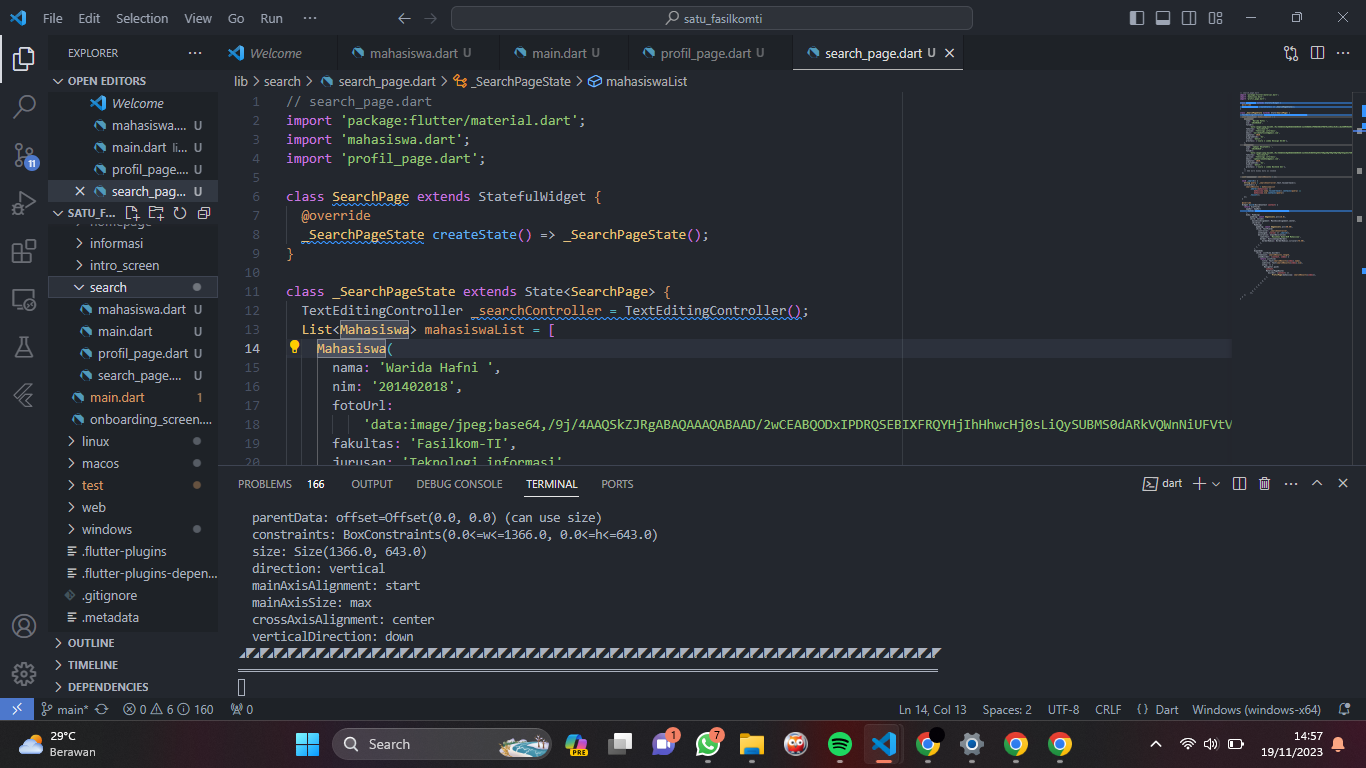 File Edit Selection View Go Run ···
satu_fasilkomti
EXPLORER ···
Welcome
mahasiswa.dart U
main.dart U
profil_page.dart U
search_page.dart U
lib > search > search_page.dart > _SearchPageState > mahasiswaList
OPEN EDITORS
Welcome
mahasiswa.... U
main.dart li... U
profil_page.dart U
search_pag... U
SATU_F...
homepage
informasi
intro_screen
search
mahasiswa.dart U
main.dart U
profil_page.dart U
search_page.... U
main.dart 1
onboarding_screen....
linux
macos
test
web
windows
.flutter-plugins
.flutter-plugins-depen...
.gitignore
.metadata
OUTLINE
TIMELINE
DEPENDENCIES
11
1 // search_page.dart
2 import 'package:flutter/material.dart';
3 import 'mahasiswa.dart';
4 import 'profil_page.dart';
5
6 class SearchPage extends StatefulWidget {
7 @override
8 _SearchPageState createState() => _SearchPageState();
9 }
10
11 class _SearchPageState extends State<SearchPage> {
12 TextEditingController _searchController = TextEditingController();
13 List<Mahasiswa> mahasiswaList = [
14 Mahasiswa(
15 nama: 'Warida Hafni ',
16 nim: '201402018',
17 fotoUrl:
18 'data:image/jpeg;base64,/9j/4AAQSkZJRgABAQAAAQABAAD/2wCEABQODxIPDRQSEBIXFRQYHjIhHhwcHj0sLiQySUBMS0dARkVQWnNiUFVtV
19 fakultas: 'Fasilkom-TI',
20 jurusan: 'Teknologi informasi'
PROBLEMS 166 OUTPUT DEBUG CONSOLE TERMINAL PORTS
dart
parentData: offset=Offset(0.0, 0.0) (can use size)
constraints: BoxConstraints(0.0<=w<=1366.0, 0.0<=h<=643.0)
size: Size(1366.0, 643.0)
direction: vertical
mainAxisAlignment: start
mainAxisSize: max
crossAxisAlignment: center
verticalDirection: down
main* 0 6 160 0
Ln 14, Col 13 Spaces: 2 UTF-8 CRLF { } Dart Windows (windows-x64)
29°C
Berawan
Search
PRE
1
7
14:57
19/11/2023